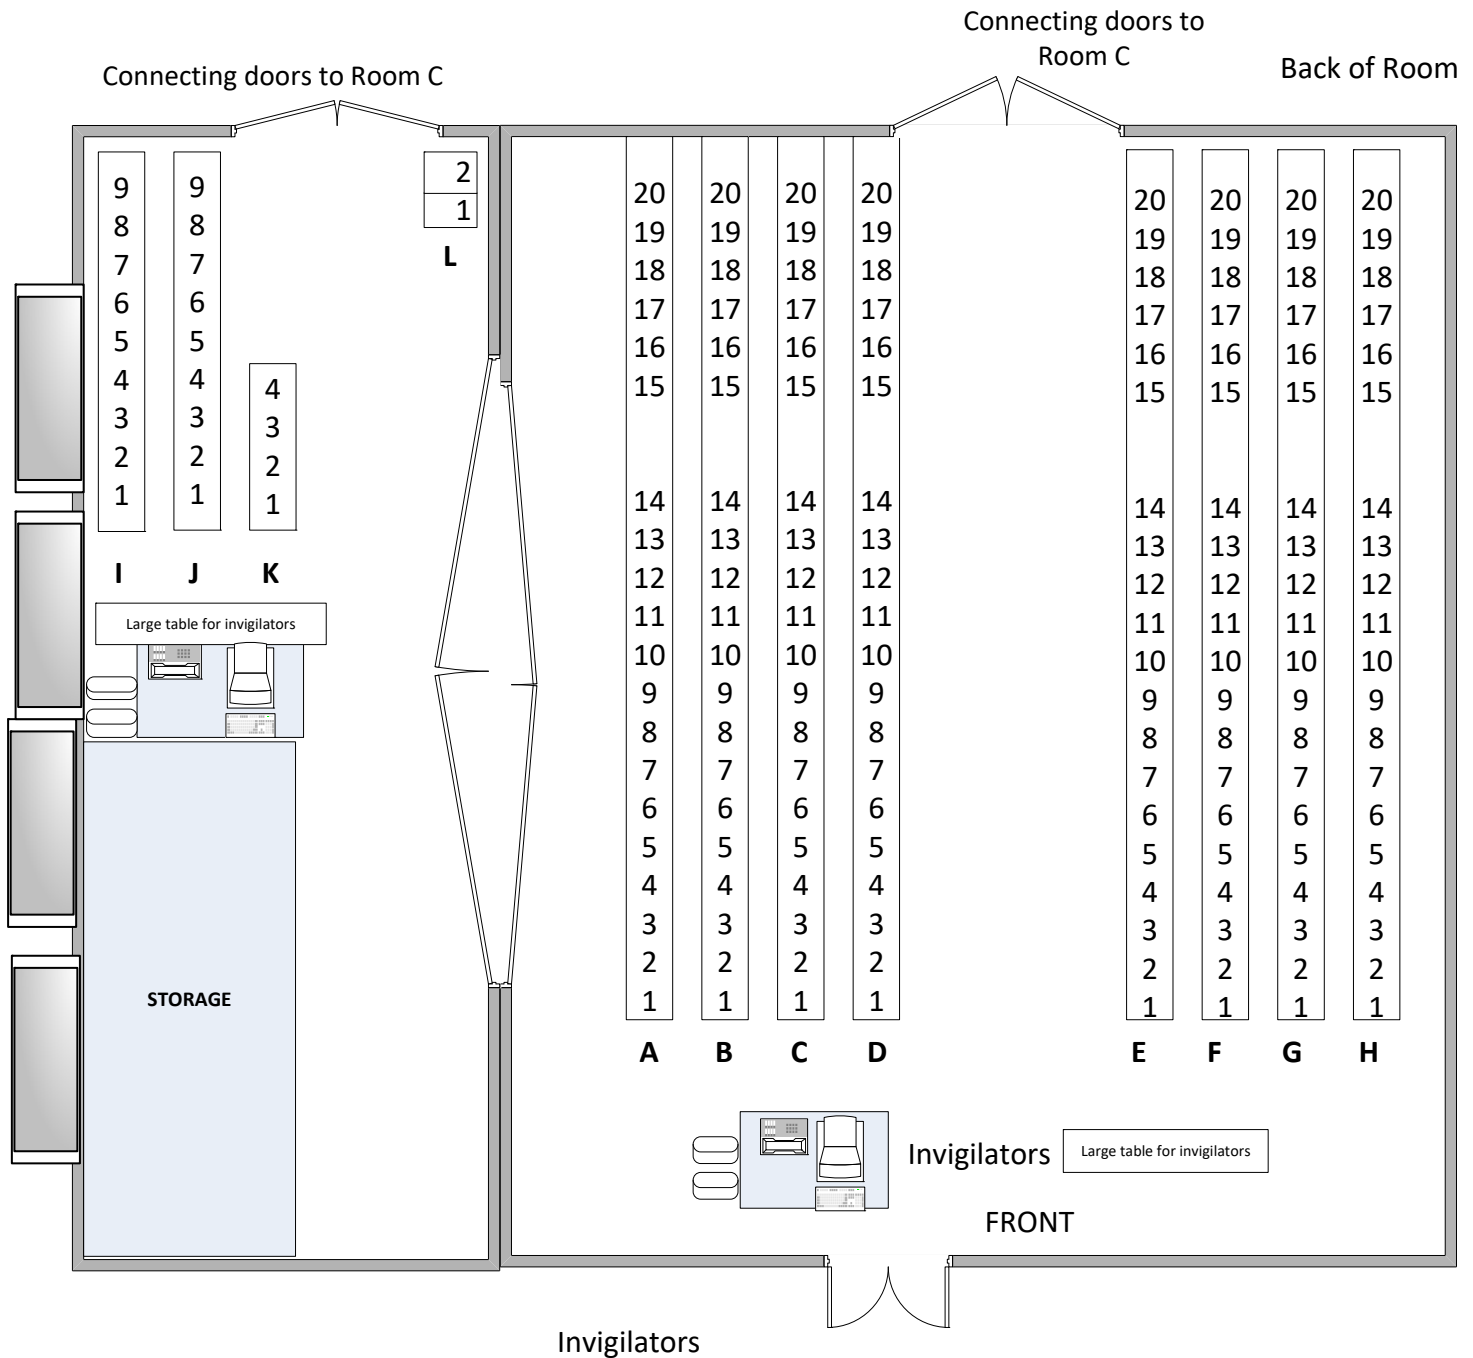 Connecting doors to
Room C
Back of Room
Connecting doors to Room C
9 9 2
8 8 1
7 7 L
6 6
5 5
4 4 4
3 3 3
2 2 2
1 1 1
I J K
Large table for invigilators
STORAGE
20 20 20 20 20 20 20 20
19 19 19 19 19 19 19 19
18 18 18 18 18 18 18 18
17 17 17 17 17 17 17 17
16 16 16 16 16 16 16 16
15 15 15 15 15 15 15 15
14 14 14 14 14 14 14 14
13 13 13 13 13 13 13 13
12 12 12 12 12 12 12 12
11 11 11 11 11 11 11 11
10 10 10 10 10 10 10 10
9 9 9 9 9 9 9 9
8 8 8 8 8 8 8 8
7 7 7 7 7 7 7 7
6 6 6 6 6 6 6 6
5 5 5 5 5 5 5 5
4 4 4 4 4 4 4 4
3 3 3 3 3 3 3 3
2 2 2 2 2 2 2 2
1 1 1 1 1 1 1 1
A B C D E F G H
Invigilators Large table for invigilators
FRONT
Invigilators